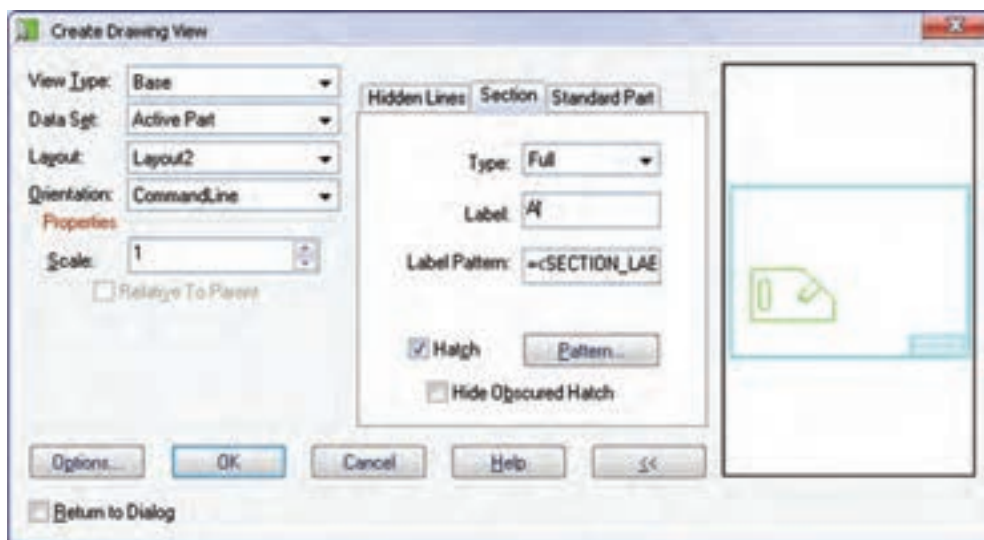 Create Drawing View
View Type: Base
Data Set: Active Part
Layout: Layout2
Orientation: CommandLine
Properties
Scale: 1
Relative To Parent
Hidden Lines Section Standard Part
Type: Full
Label: A
Label Pattern: =<SECTION_LAE
Hatch Pattern...
Hide Obscured Hatch
Options... OK Cancel Help <<
Return to Dialog